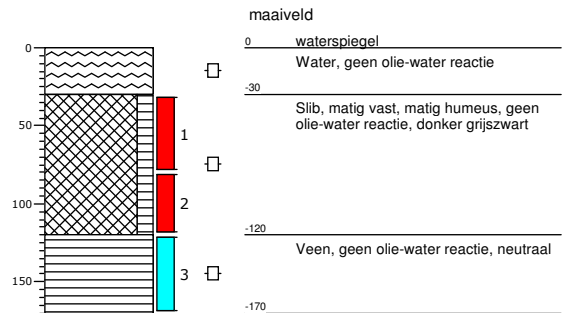 maaiveld
0
0
waterspiegel
Water, geen olie-water reactie
-30
Slib, matig vast, matig humeus, geen
olie-water reactie, donker grijszwart
50
1
100
2
-120
Veen, geen olie-water reactie, neutraal
3
150
-170